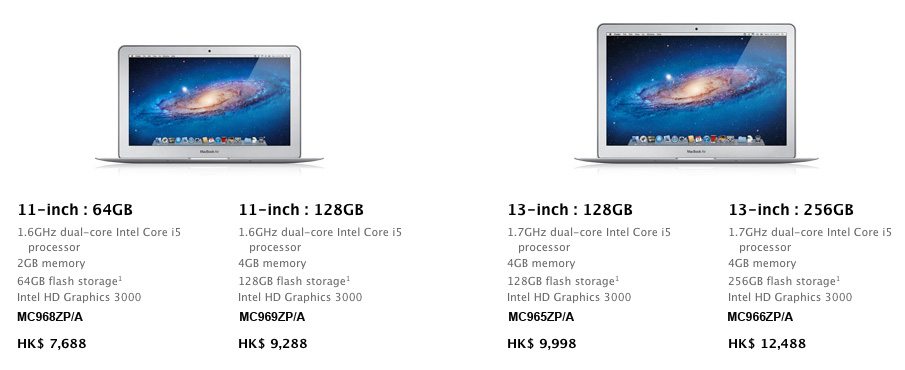 MacBook Air
MacBook Air
11-inch : 64GB
1.6GHz dual-core Intel Core i5
processor
2GB memory
64GB flash storage1
Intel HD Graphics 3000
MC968ZP/A
HK$ 7,688
11-inch : 128GB
1.6GHz dual-core Intel Core i5
processor
4GB memory
128GB flash storage1
Intel HD Graphics 3000
MC969ZP/A
HK$ 9,288
13-inch : 128GB
1.7GHz dual-core Intel Core i5
processor
4GB memory
128GB flash storage1
Intel HD Graphics 3000
MC965ZP/A
HK$ 9,998
13-inch : 256GB
1.7GHz dual-core Intel Core i5
processor
4GB memory
256GB flash storage1
Intel HD Graphics 3000
MC966ZP/A
HK$ 12,488